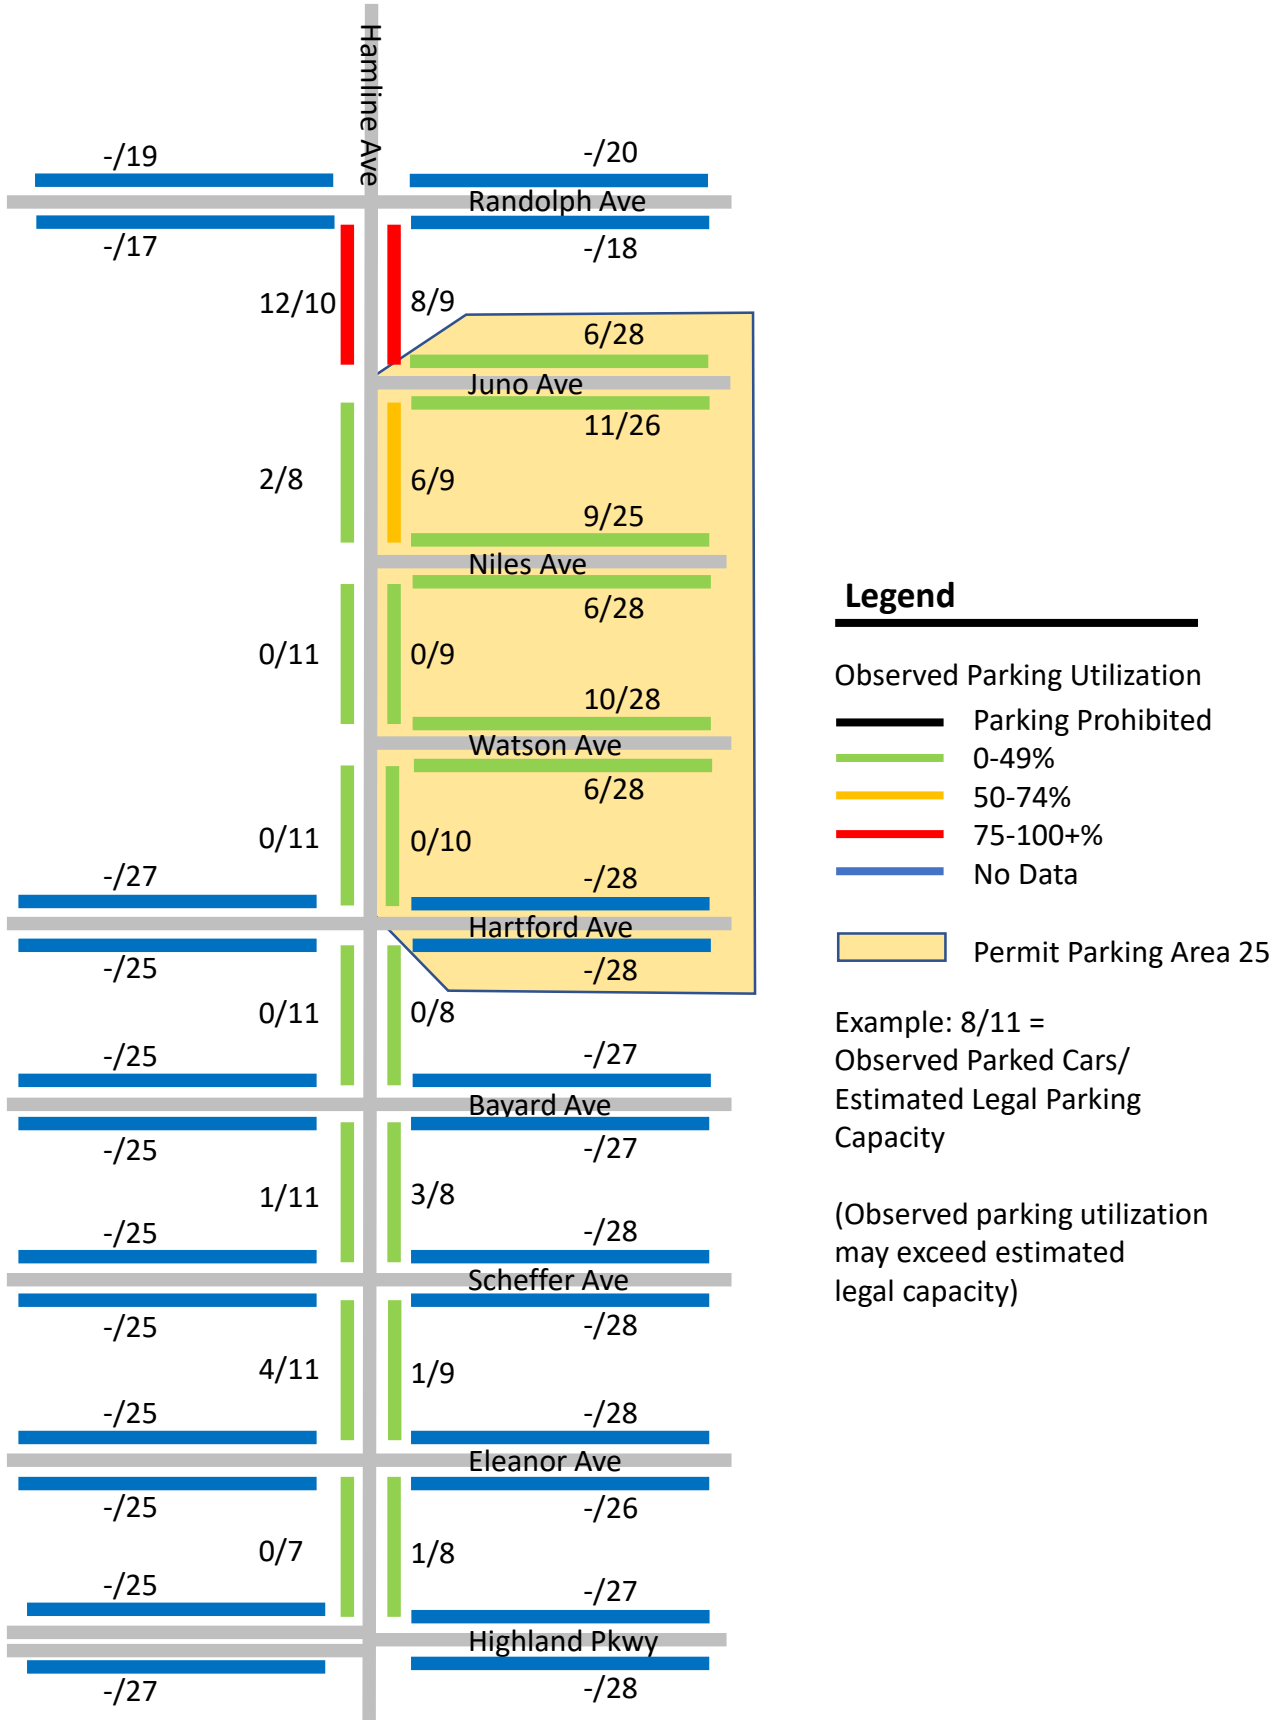 Hamline Ave
-/19
-/20
Randolph Ave
-/17
-/18
12/10
8/9
6/28
Juno Ave
11/26
2/8
6/9
9/25
Niles Ave
6/28
0/11
0/9
10/28
Watson Ave
6/28
0/11
0/10
-/27
-/28
Hartford Ave
-/25
-/28
0/11
0/8
-/25
-/27
Bayard Ave
-/25
-/27
1/11
3/8
-/25
-/28
Scheffer Ave
-/25
-/28
4/11
1/9
-/25
-/28
Eleanor Ave
-/25
-/26
0/7
1/8
-/25
-/27
Highland Pkwy
-/27
-/28
Legend
Observed Parking Utilization
Parking Prohibited
0-49%
50-74%
75-100+%
No Data
Permit Parking Area 25
Example: 8/11 =
Observed Parked Cars/
Estimated Legal Parking
Capacity
(Observed parking utilization
may exceed estimated
legal capacity)